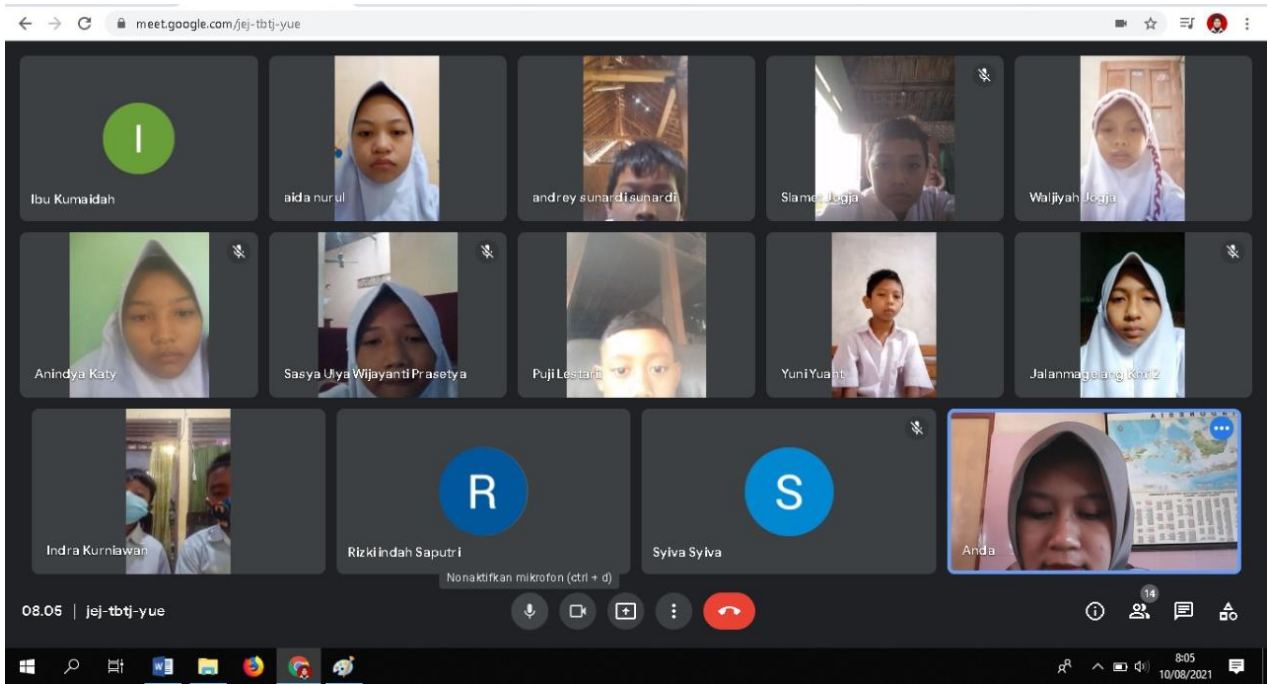 meet.google.com/jej-tbtj-yue
I
Ibu Kumaidah
aida nurul
andrey sunardi sunardi
Slamet Jogja
Waljiyah Jogja
Anindya Katy
Sasya Ulya Wijayanti Prasetya
Puji Lestari
Yuni Yuant
Jalanmagelang Km12
Indra Kurniawan
R
Rizki indah Saputri
S
Syiva Syiva
Anda
Nonaktifkan mikrofon (ctrl + d)
08.05 | jej-tbtj-yue
14
8:05
10/08/2021